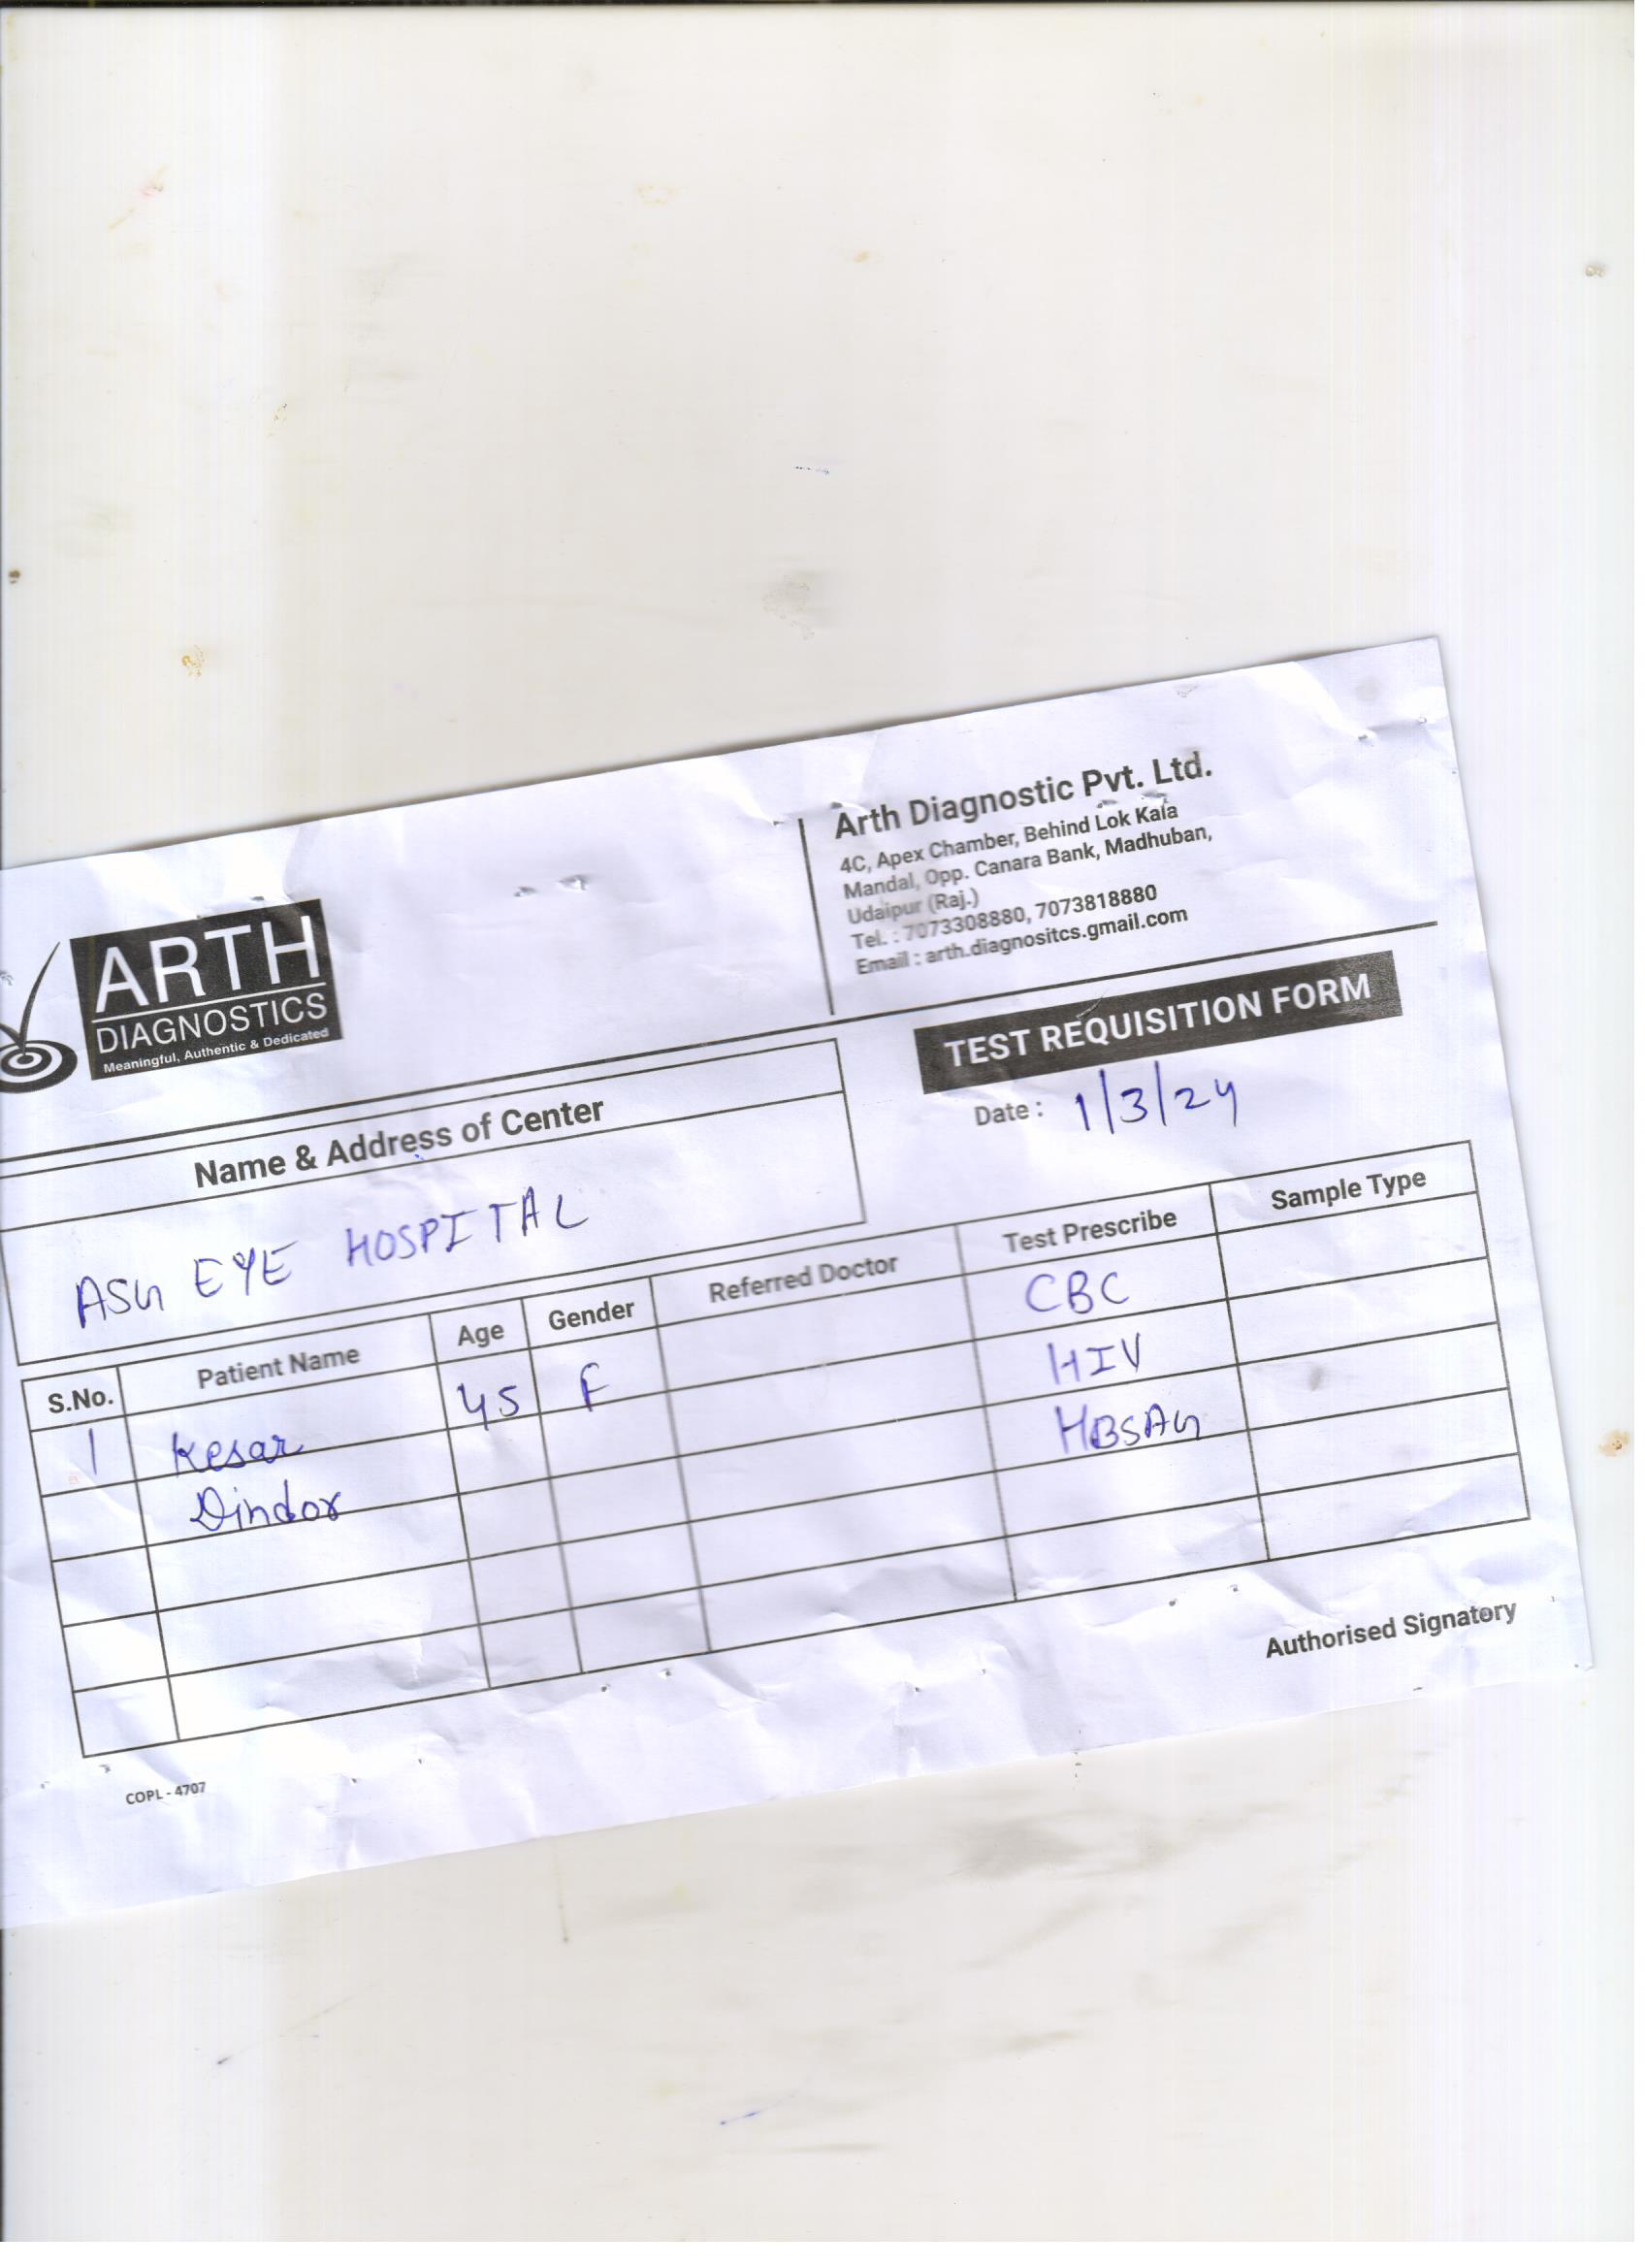 ARTH
DIAGNOSTICS
Meaningful, Authentic & Dedicated
Arth Diagnostic Pvt. Ltd.
4C, Apex Chamber, Behind Lok Kala
Mandal, Opp. Canara Bank, Madhuban,
Udaipur (Raj.)
Tel. : 7073308880, 7073818880
Email : arth.diagnositcs.gmail.com
TEST REQUISITION FORM
Date : 1/3/24
Name & Address of Center
ASG EYE HOSPITAL
S.No. Patient Name Age Gender Referred Doctor Test Prescribe Sample Type
1 Kesar 45 F CBC
Dindor HIV
HBSAG
Authorised Signatory
COPL - 4707